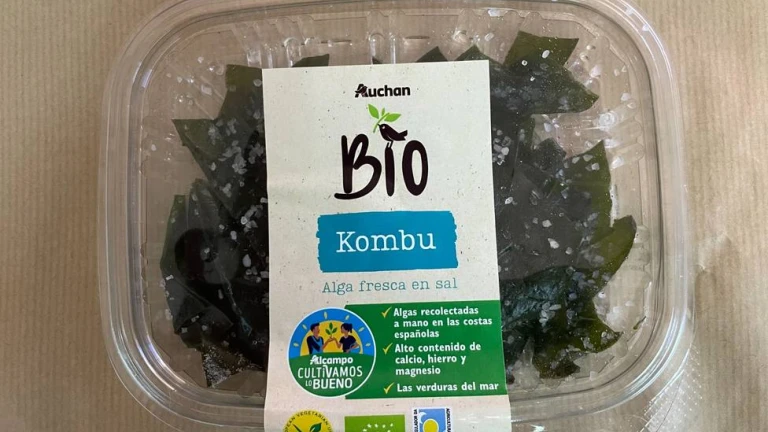 Auchan
BIO
Kombu
Alga fresca en sal
Algas recolectadas
a mano en las costas
españolas
Alto contenido de
calcio, hierro y
magnesio
Las verduras del mar
Alcampo
CULTIVAMOS
LO BUENO